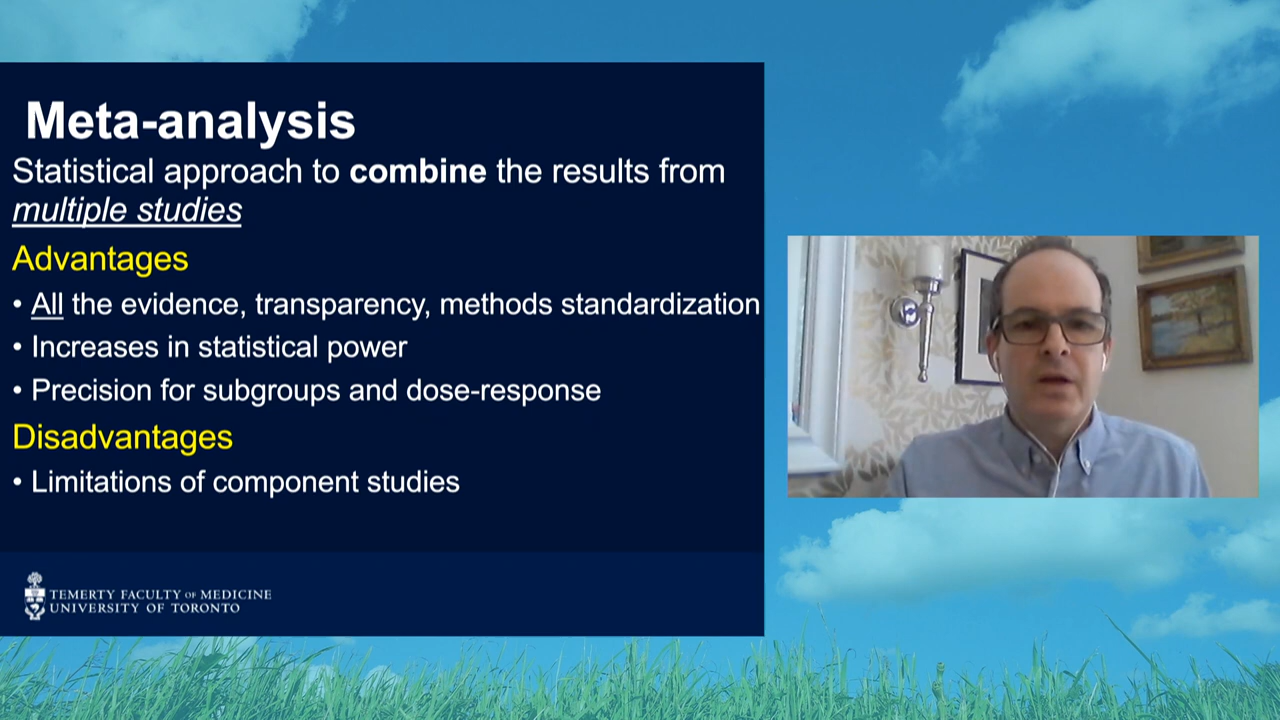 Meta-analysis
Statistical approach to combine the results from
multiple studies
Advantages
• All the evidence, transparency, methods standardization
• Increases in statistical power
• Precision for subgroups and dose-response
Disadvantages
• Limitations of component studies
TEMERTY FACULTY OF MEDICINE
UNIVERSITY OF TORONTO